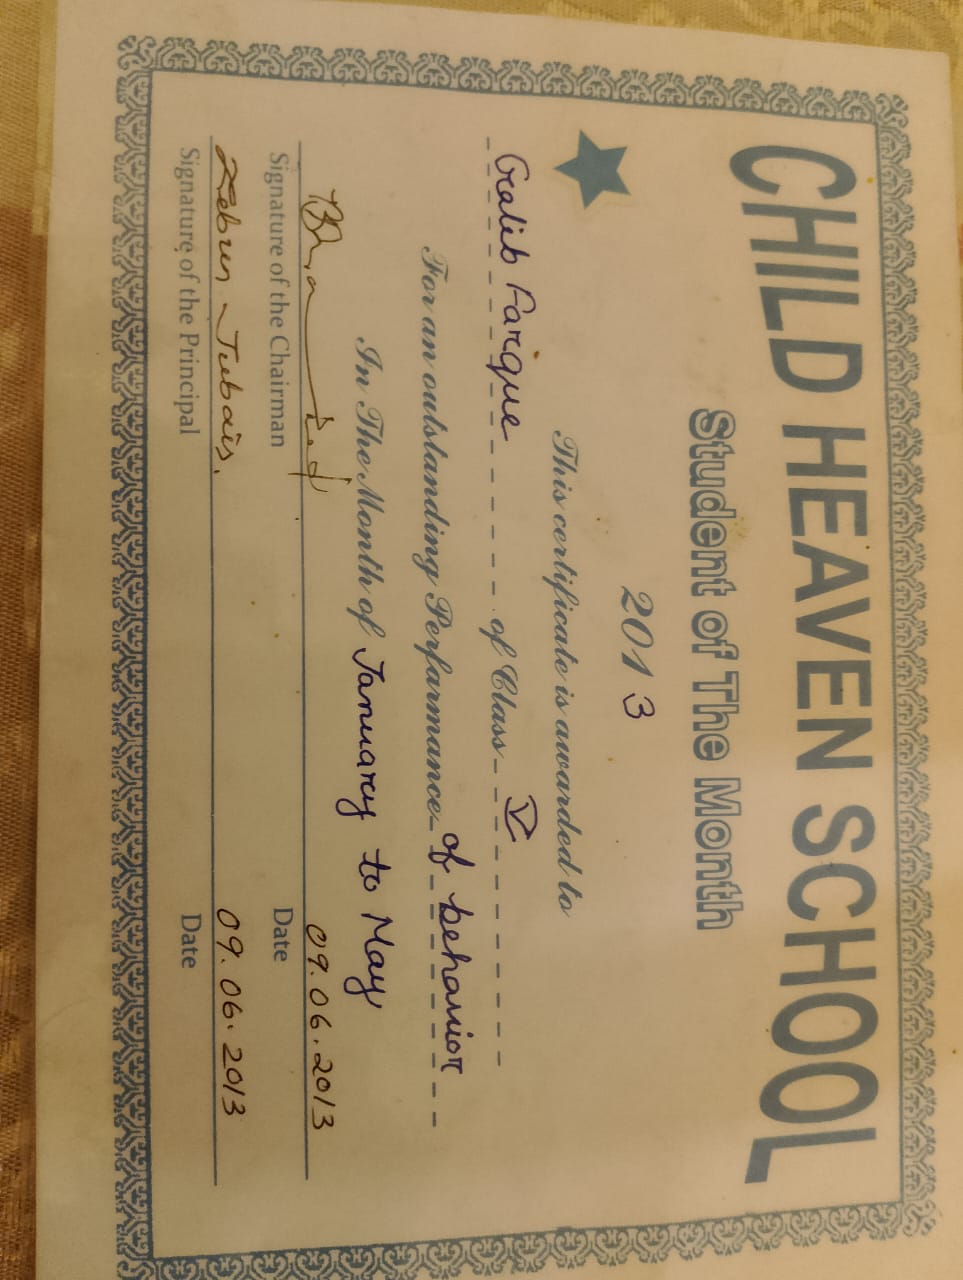 CHILD HEAVEN SCHOOL
Student of The Month
2013
This certificate is awarded to
Galib Farque of Class V
For an outstanding Perfarmance of behavior
In The Month of January to May
09.06.2013
Signature of the Chairman Date
Zebun Jubais. 09.06.2013
Signature of the Principal Date